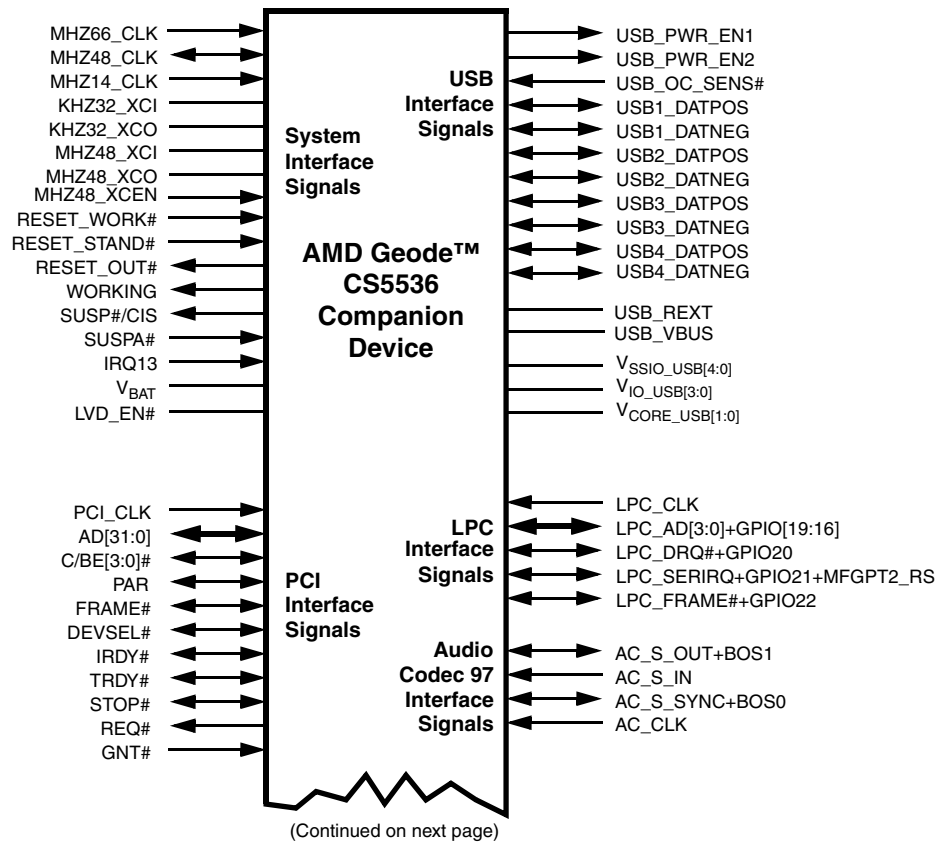 MHZ66_CLK
MHZ48_CLK
MHZ14_CLK
KHZ32_XCI
KHZ32_XCO
MHZ48_XCI
MHZ48_XCO
MHZ48_XCEN
RESET_WORK#
RESET_STAND#
RESET_OUT#
WORKING
SUSP#/CIS
SUSPA#
IRQ13
VBAT
LVD_EN#
System
Interface
Signals
PCI_CLK
AD[31:0]
C/BE[3:0]#
PAR
FRAME#
DEVSEL#
IRDY#
TRDY#
STOP#
REQ#
GNT#
PCI
Interface
Signals
AMD Geode™
CS5536
Companion
Device
USB
Interface
Signals
USB_PWR_EN1
USB_PWR_EN2
USB_OC_SENS#
USB1_DATPOS
USB1_DATNEG
USB2_DATPOS
USB2_DATNEG
USB3_DATPOS
USB3_DATNEG
USB4_DATPOS
USB4_DATNEG
USB_REXT
USB_VBUS
VSSIO_USB[4:0]
VIO_USB[3:0]
VCORE_USB[1:0]
LPC
Interface
Signals
LPC_CLK
LPC_AD[3:0]+GPIO[19:16]
LPC_DRQ#+GPIO20
LPC_SERIRQ+GPIO21+MFGPT2_RS
LPC_FRAME#+GPIO22
Audio
Codec 97
Interface
Signals
AC_S_OUT+BOS1
AC_S_IN
AC_S_SYNC+BOS0
AC_CLK
(Continued on next page)